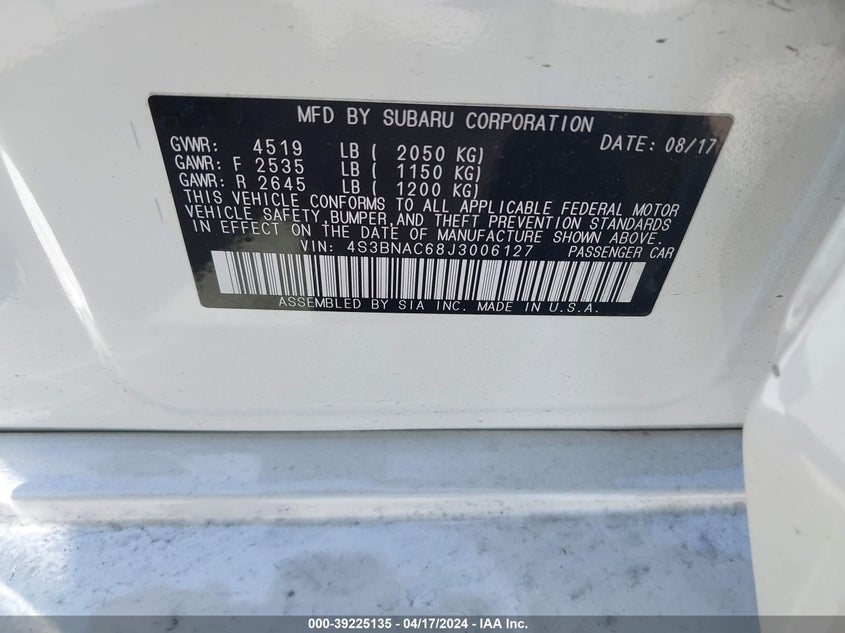 MFD BY SUBARU CORPORATION
GVWR: 4519 LB ( 2050 KG) DATE: 08/17
GAWR: F 2535 LB ( 1150 KG)
GAWR: R 2645 LB ( 1200 KG)
THIS VEHICLE CONFORMS TO ALL APPLICABLE FEDERAL MOTOR
VEHICLE SAFETY, BUMPER, AND THEFT PREVENTION STANDARDS
IN EFFECT ON THE DATE OF MANUFACTURE SHOWN ABOVE.
VIN: 4S3BNAC68J3006127 PASSENGER CAR
ASSEMBLED BY SIA INC. MADE IN U.S.A.
000-39225135 - 04/17/2024 - IAA Inc.